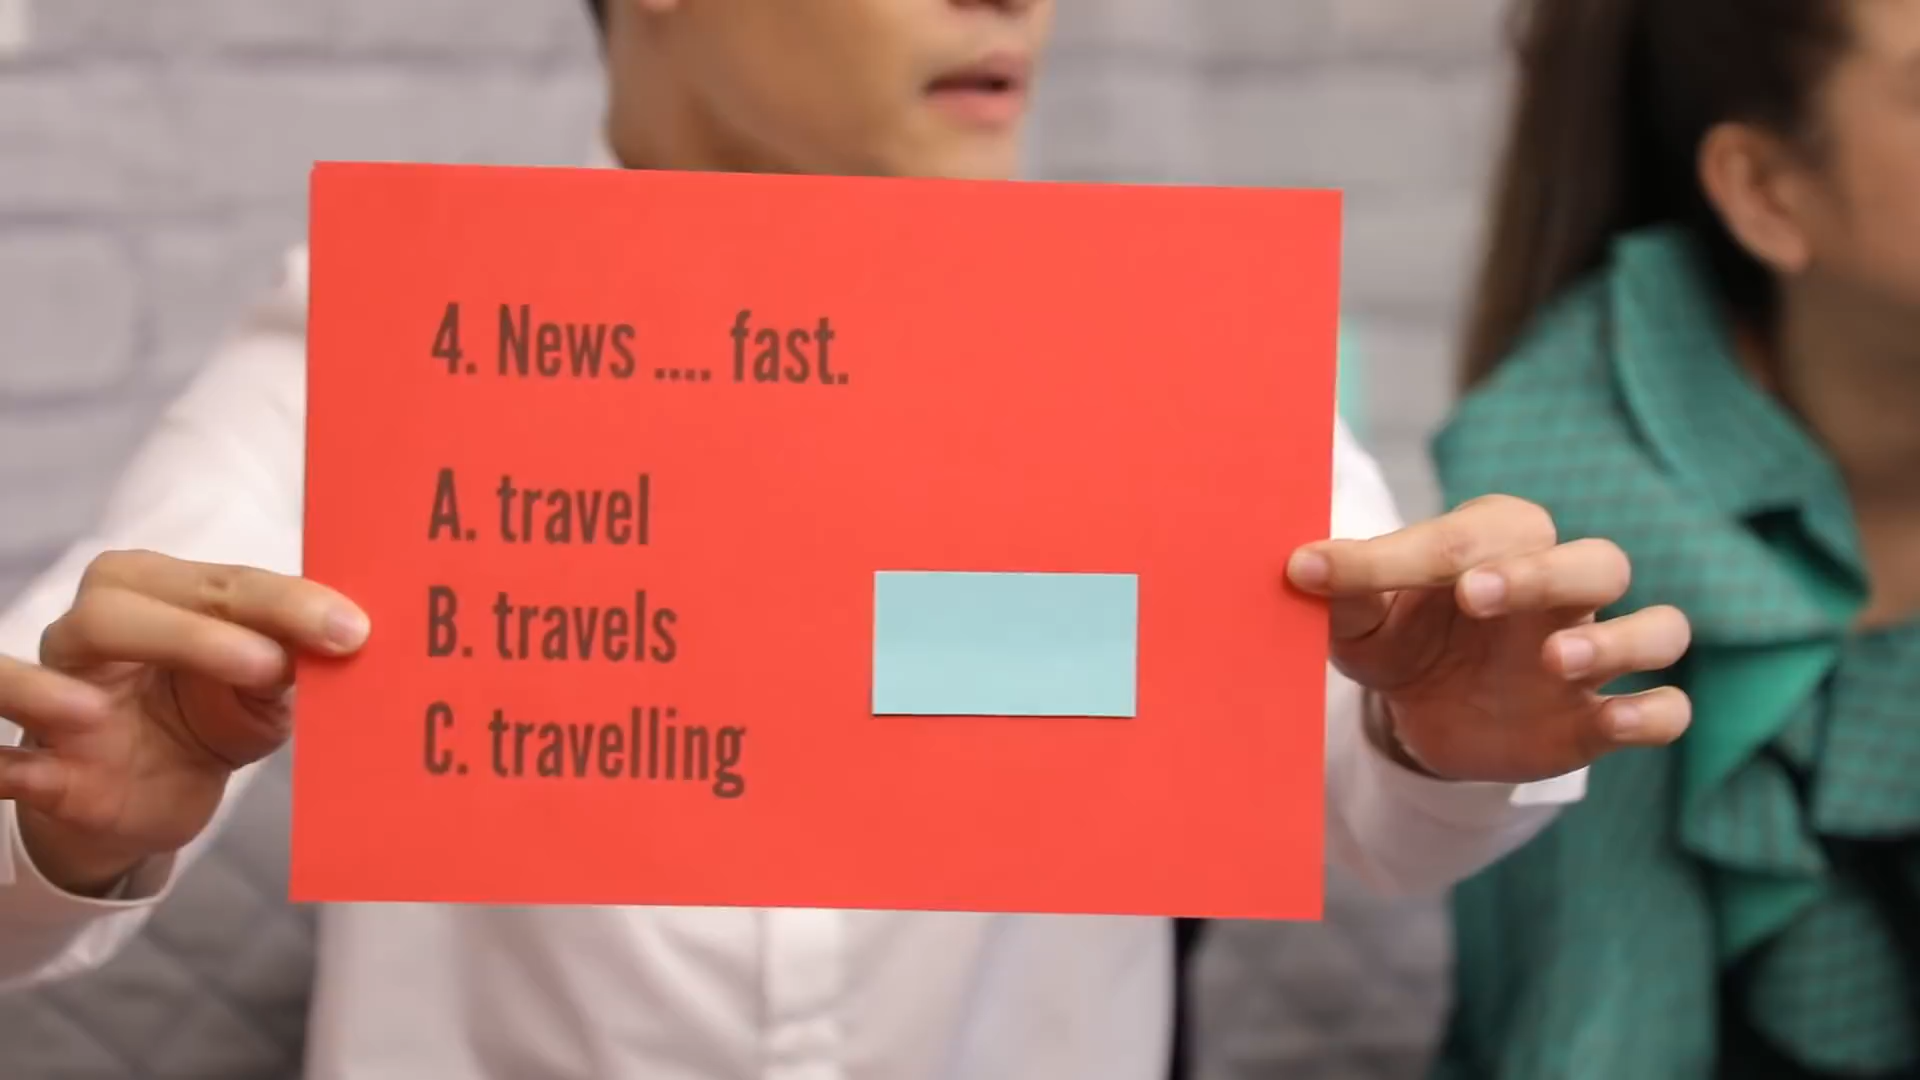 4. News .... fast.
A. travel
B. travels
C. travelling